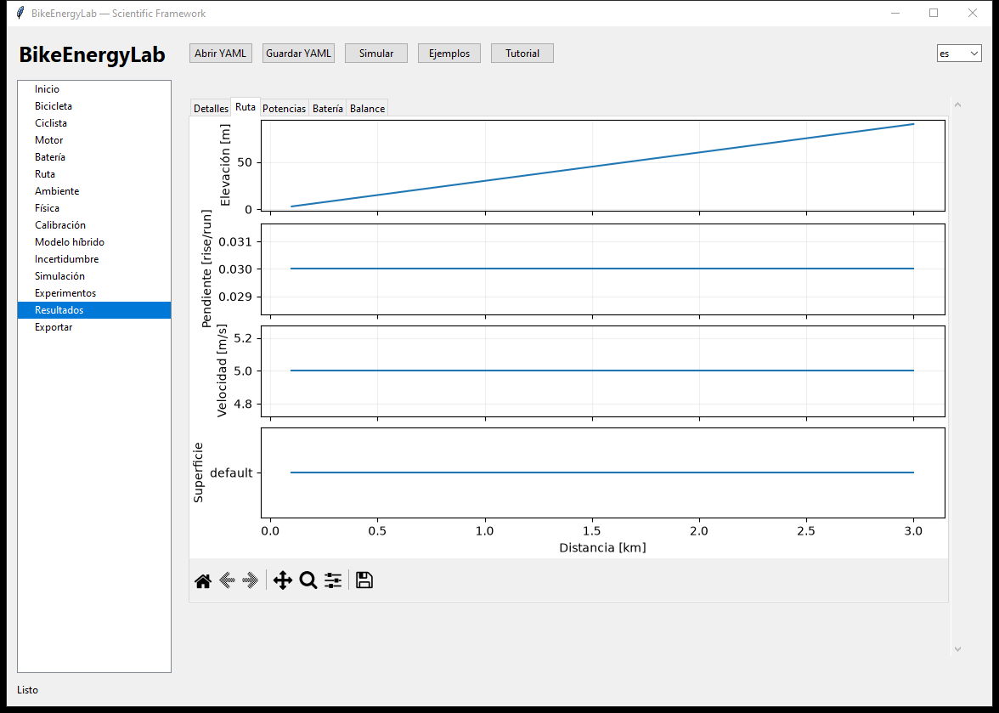 BikeEnergyLab — Scientific Framework
BikeEnergyLab
Abrir YAML
Guardar YAML
Simular
Ejemplos
Tutorial
es
Inicio
Bicicleta
Ciclista
Motor
Batería
Ruta
Ambiente
Física
Calibración
Modelo híbrido
Incertidumbre
Simulación
Experimentos
Resultados
Exportar
Detalles
Ruta
Potencias
Batería
Balance
Elevación [m]
50
0
Pendiente [rise/run]
0.031
0.030
0.029
Velocidad [m/s]
5.2
5.0
4.8
Superficie
default
0.0 0.5 1.0 1.5 2.0 2.5 3.0
Distancia [km]
Listo